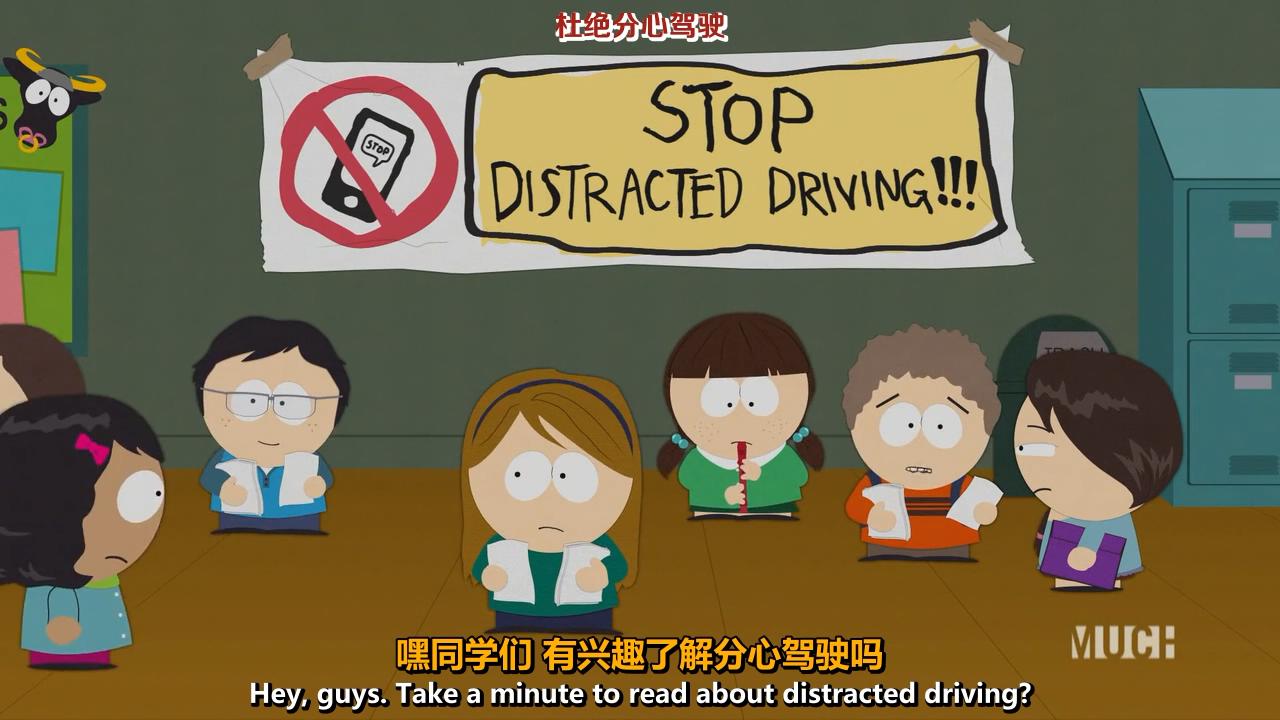 杜绝分心驾驶
STOP
DISTRACTED DRIVING!!!
STOP
S
TRASH
MUCH
嘿同学们 有兴趣了解分心驾驶吗
Hey, guys. Take a minute to read about distracted driving?